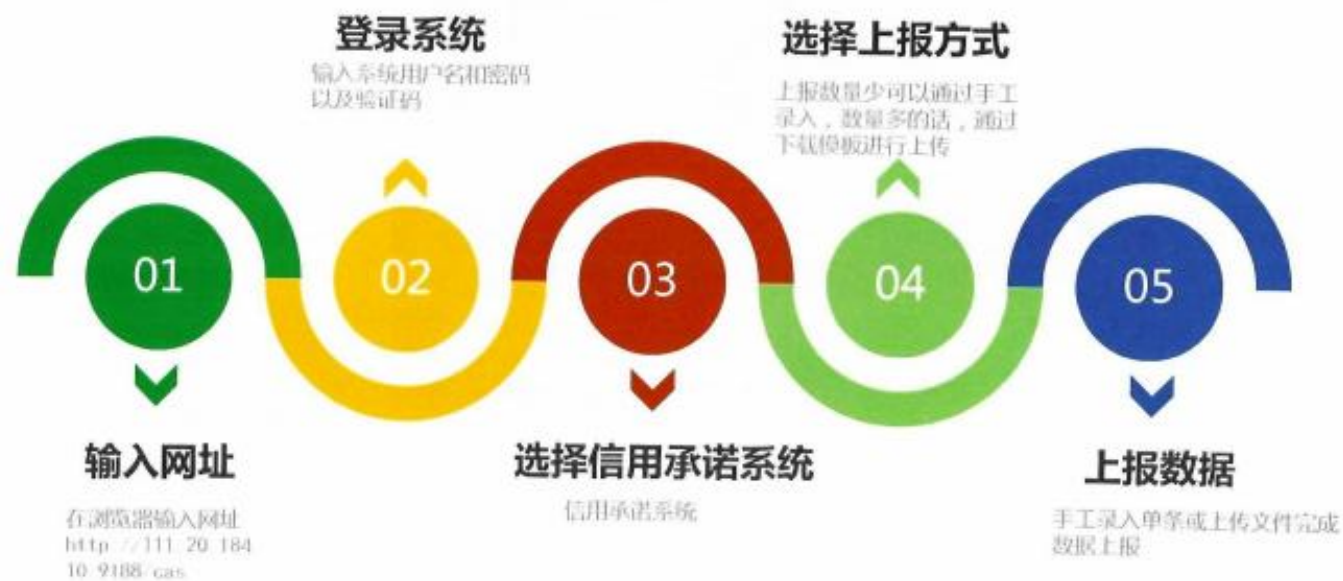 01
输入网址
在浏览器输入网址
http //111 20 184
10 9188 cas
02
登录系统
输入系统用户名和密码
以及验证码
03
选择信用承诺系统
信用承诺系统
04
选择上报方式
上报数量少可以通过手工
录入，数量多的话，通过
下载模板进行上传
05
上报数据
手工录入单条或上传文件完成
数据上报